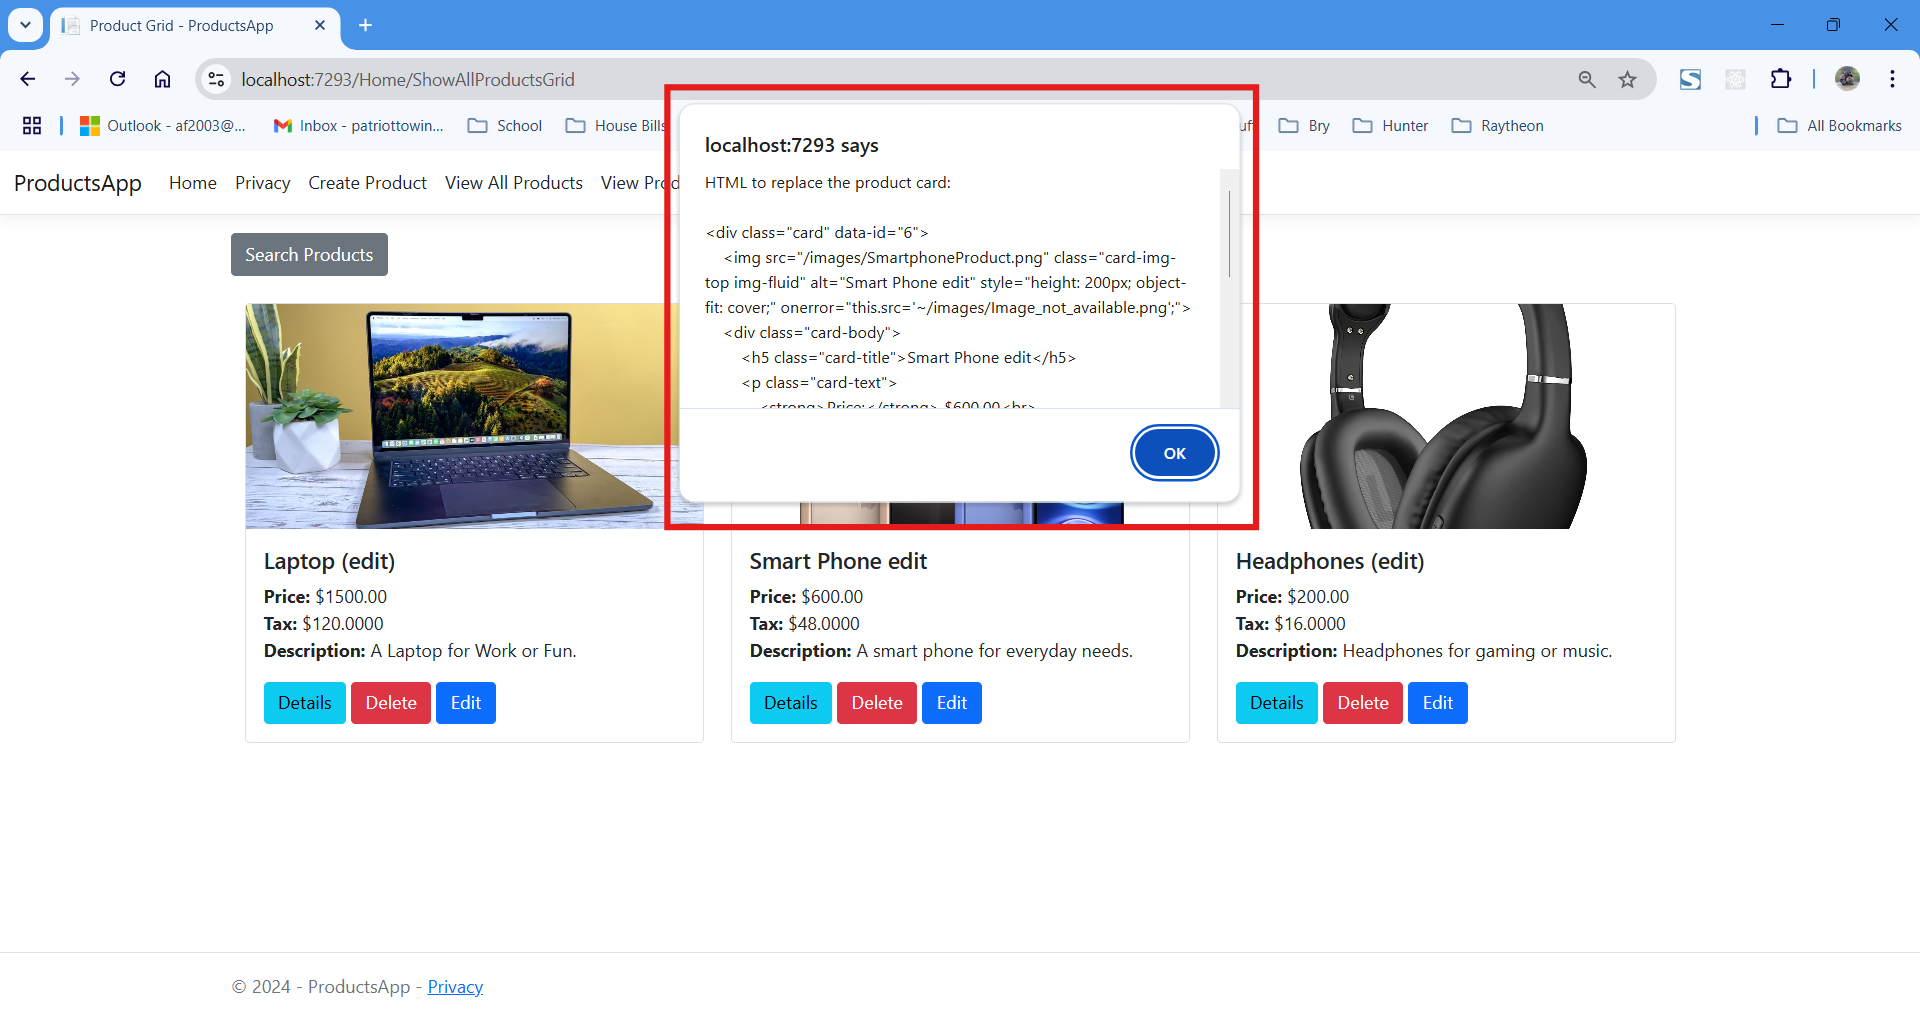 Product Grid - ProductsApp
localhost:7293/Home/ShowAllProductsGrid
Outlook - af2003@...
Inbox - patriottowin...
School
House Bills
Bry
Hunter
Raytheon
All Bookmarks
ProductsApp Home Privacy Create Product View All Products View Prod
localhost:7293 says
HTML to replace the product card:
<div class="card" data-id="6">
<img src="/images/SmartphoneProduct.png" class="card-img-
top img-fluid" alt="Smart Phone edit" style="height: 200px; object-
fit: cover;" onerror="this.src='~/images/Image_not_available.png';">
<div class="card-body">
<h5 class="card-title">Smart Phone edit</h5>
<p class="card-text">
<strong>Price:</strong> $600.00<br>
OK
Search Products
Laptop (edit)
Price: $1500.00
Tax: $120.0000
Description: A Laptop for Work or Fun.
Details Delete Edit
Smart Phone edit
Price: $600.00
Tax: $48.0000
Description: A smart phone for everyday needs.
Details Delete Edit
Headphones (edit)
Price: $200.00
Tax: $16.0000
Description: Headphones for gaming or music.
Details Delete Edit
© 2024 - ProductsApp - Privacy